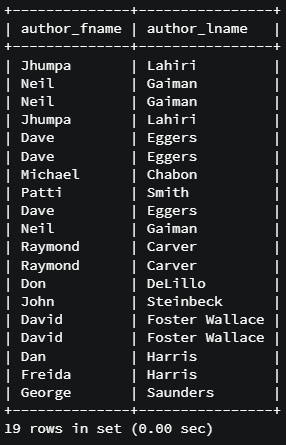 +--------------+----------------+
| author_fname | author_lname   |
+--------------+----------------+
| Jhumpa       | Lahiri         |
| Neil         | Gaiman         |
| Neil         | Gaiman         |
| Jhumpa       | Lahiri         |
| Dave         | Eggers         |
| Dave         | Eggers         |
| Michael      | Chabon         |
| Patti        | Smith          |
| Dave         | Eggers         |
| Neil         | Gaiman         |
| Raymond      | Carver         |
| Raymond      | Carver         |
| Don          | DeLillo        |
| John         | Steinbeck      |
| David        | Foster Wallace |
| David        | Foster Wallace |
| Dan          | Harris         |
| Freida       | Harris         |
| George       | Saunders       |
+--------------+----------------+
19 rows in set (0.00 sec)